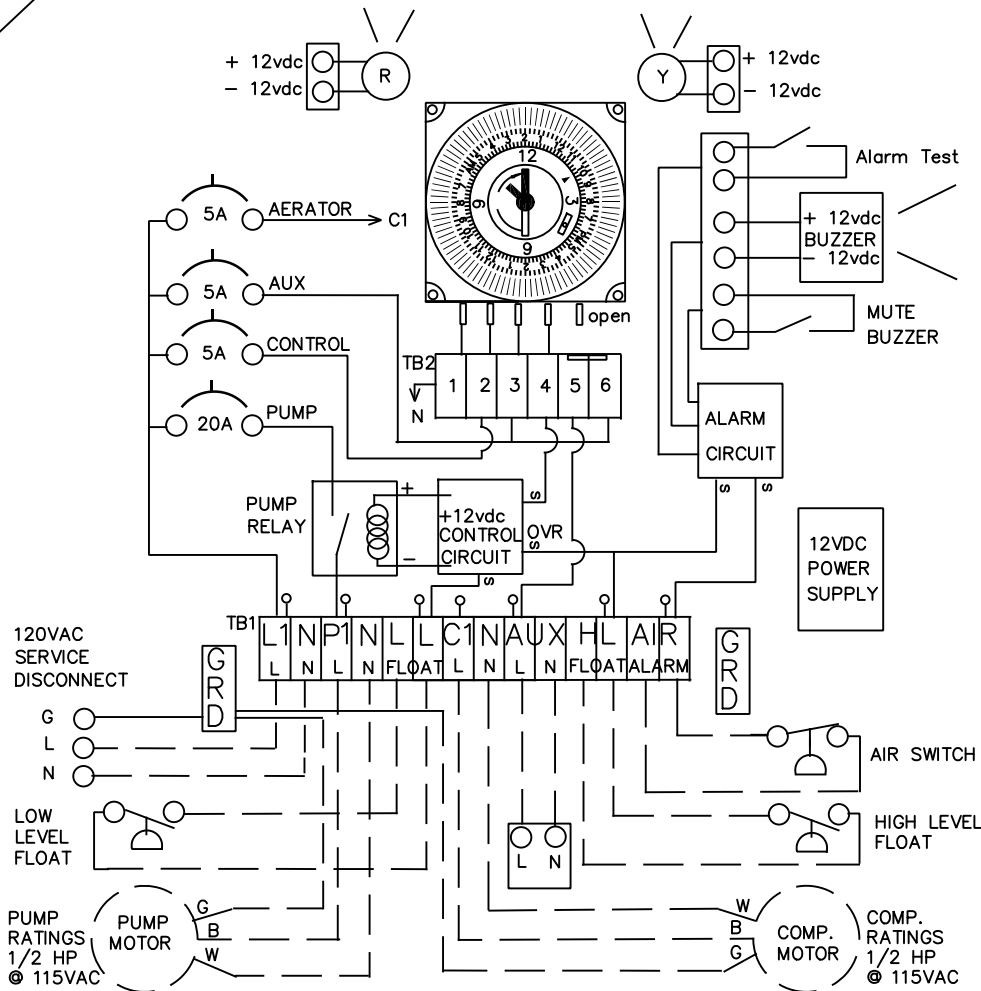 + 12vdc
- 12vdc
R
Y
+ 12vdc
- 12vdc
12
3
6
9
Alarm Test
+ 12vdc
BUZZER
- 12vdc
MUTE
BUZZER
5A
AERATOR
C1
5A
AUX
5A
CONTROL
20A
PUMP
open
TB2
1 2 3 4 5 6
N
ALARM
CIRCUIT
s
s
PUMP
RELAY
+
-
+12vdc
CONTROL
CIRCUIT
s
OVR
s
s
12VDC
POWER
SUPPLY
TB1
L1 N P1 N L L C1 N AUX HL AIR
L N L N FLOAT L N L N FLOAT ALARM
120VAC
SERVICE
DISCONNECT
GRD
GRD
G
L
N
AIR SWITCH
LOW
LEVEL
FLOAT
HIGH LEVEL
FLOAT
L N
PUMP
RATINGS
1/2 HP
@ 115VAC
PUMP
MOTOR
G
B
W
W
B
G
COMP.
MOTOR
COMP.
RATINGS
1/2 HP
@ 115VAC